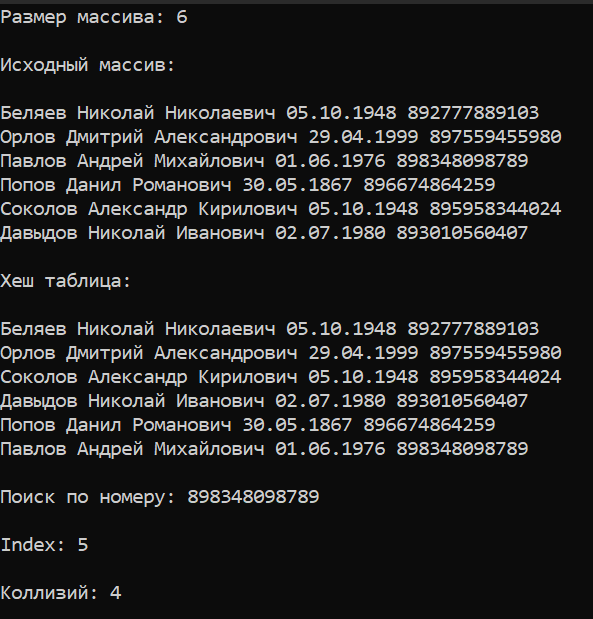 Размер массива: 6
Исходный массив:
Беляев Николай Николаевич 05.10.1948 892777889103
Орлов Дмитрий Александрович 29.04.1999 897559455980
Павлов Андрей Михайлович 01.06.1976 898348098789
Попов Данил Романович 30.05.1867 896674864259
Соколов Александр Кирилович 05.10.1948 895958344024
Давыдов Николай Иванович 02.07.1980 893010560407
Хеш таблица:
Беляев Николай Николаевич 05.10.1948 892777889103
Орлов Дмитрий Александрович 29.04.1999 897559455980
Соколов Александр Кирилович 05.10.1948 895958344024
Давыдов Николай Иванович 02.07.1980 893010560407
Попов Данил Романович 30.05.1867 896674864259
Павлов Андрей Михайлович 01.06.1976 898348098789
Поиск по номеру: 898348098789
Index: 5
Коллизий: 4